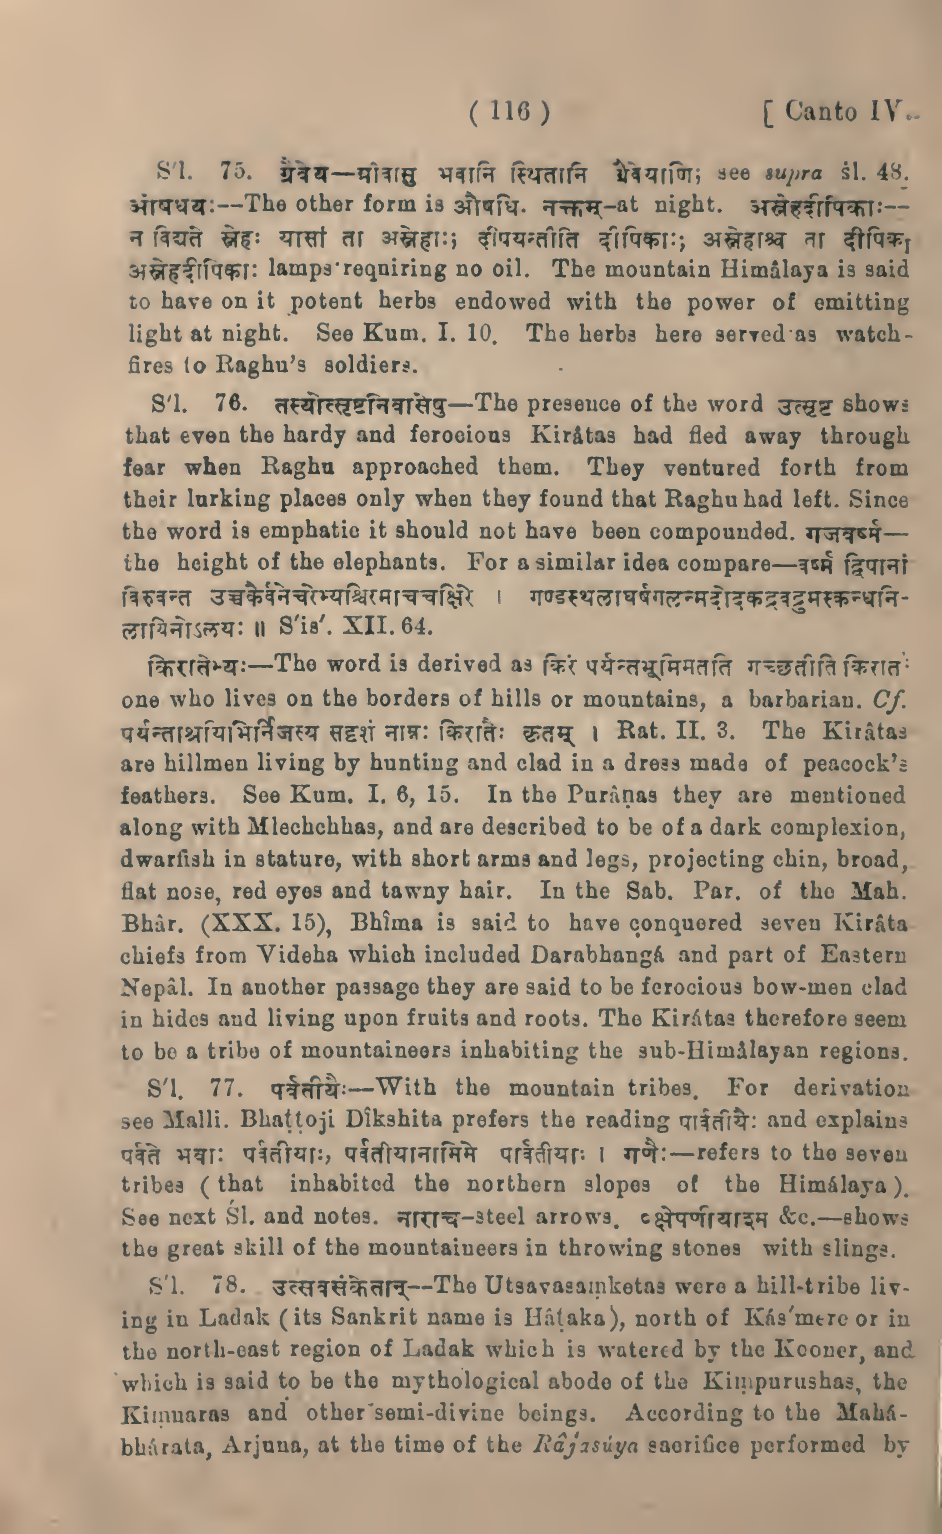 ( 116 ) [ Canto IV.
S'l. 75. ग्रैवेय—ग्रीवासु भवानि स्थितानि ग्रैवेयाणि; see supra śl. 48.
ओषधयः:--The other form is औषधि. नक्तम्-at night. अस्नेहदीपिकाः--
न विद्यते स्नेहः यासां ता अस्नेहाः; दीपयन्तीति दीपिकाः; अस्नेहाश्च ता दीपिका
अस्नेहदीपिकाः lamps requiring no oil. The mountain Himâlaya is said
to have on it potent herbs endowed with the power of emitting
light at night. See Kum. I. 10. The herbs here served as watch-
fires to Raghu's soldiers.
S'l. 76. तस्योत्सृष्टनिवासेषु—The presence of the word उत्सृष्ट shows
that even the hardy and ferocious Kirâtas had fled away through
fear when Raghu approached them. They ventured forth from
their lurking places only when they found that Raghu had left. Since
the word is emphatic it should not have been compounded. गजवर्ष्म—
the height of the elephants. For a similar idea compare—वर्ष्म द्विपानां
विरुवन्त उच्चकैर्वनेचरेभ्यश्चिरमाचचक्षिरे । गण्डस्थलाघर्षगलन्मदोदकद्रवद्रुमस्कन्धनि-
लायिनोऽलयः ॥ S'is'. XII. 64.
किरातेभ्यः:—The word is derived as किरं पर्यन्तभूमिमतति गच्छतीति किरातः
one who lives on the borders of hills or mountains, a barbarian. Cf.
पर्यन्ताश्रयिभिर्निजस्य सदृशं नाम्नः किरातैः कृतम् । Rat. II. 3. The Kirâtas
are hillmen living by hunting and clad in a dress made of peacock's
feathers. See Kum. I. 6, 15. In the Purâṇas they are mentioned
along with Mlechchhas, and are described to be of a dark complexion,
dwarfish in stature, with short arms and legs, projecting chin, broad,
flat nose, red eyes and tawny hair. In the Sab. Par. of the Mah.
Bhâr. (XXX. 15), Bhîma is said to have conquered seven Kirâta
chiefs from Videha which included Darabhangá and part of Eastern
Nepâl. In another passage they are said to be ferocious bow-men clad
in hides and living upon fruits and roots. The Kirátas therefore seem
to be a tribe of mountaineers inhabiting the sub-Himâlayan regions.
S'l. 77. पर्वतीयैः:—With the mountain tribes. For derivation
see Malli. Bhaṭṭoji Dîkshita prefers the reading पार्वतीयैः and explains
पर्वते भवाः पर्वतीयाः, पर्वतीयानामिमे पार्वतीयाः । गणैः:—refers to the seven
tribes ( that inhabited the northern slopes of the Himálaya ).
See next Śl. and notes. नाराच-steel arrows. क्षेपणीयाश्म &c.—shows
the great skill of the mountaineers in throwing stones with slings.
S'l. 78. उत्सवसंकेतान्--The Utsavasaṃketas were a hill-tribe liv-
ing in Ladak ( its Sankrit name is Hâṭaka ), north of Kás'mere or in
the north-east region of Ladak which is watered by the Kooner, and
which is said to be the mythological abode of the Kiṃpurushas, the
Kiṃnaras and other semi-divine beings. According to the Mahá-
bhárata, Arjuna, at the time of the Râjasúya sacrifice performed by